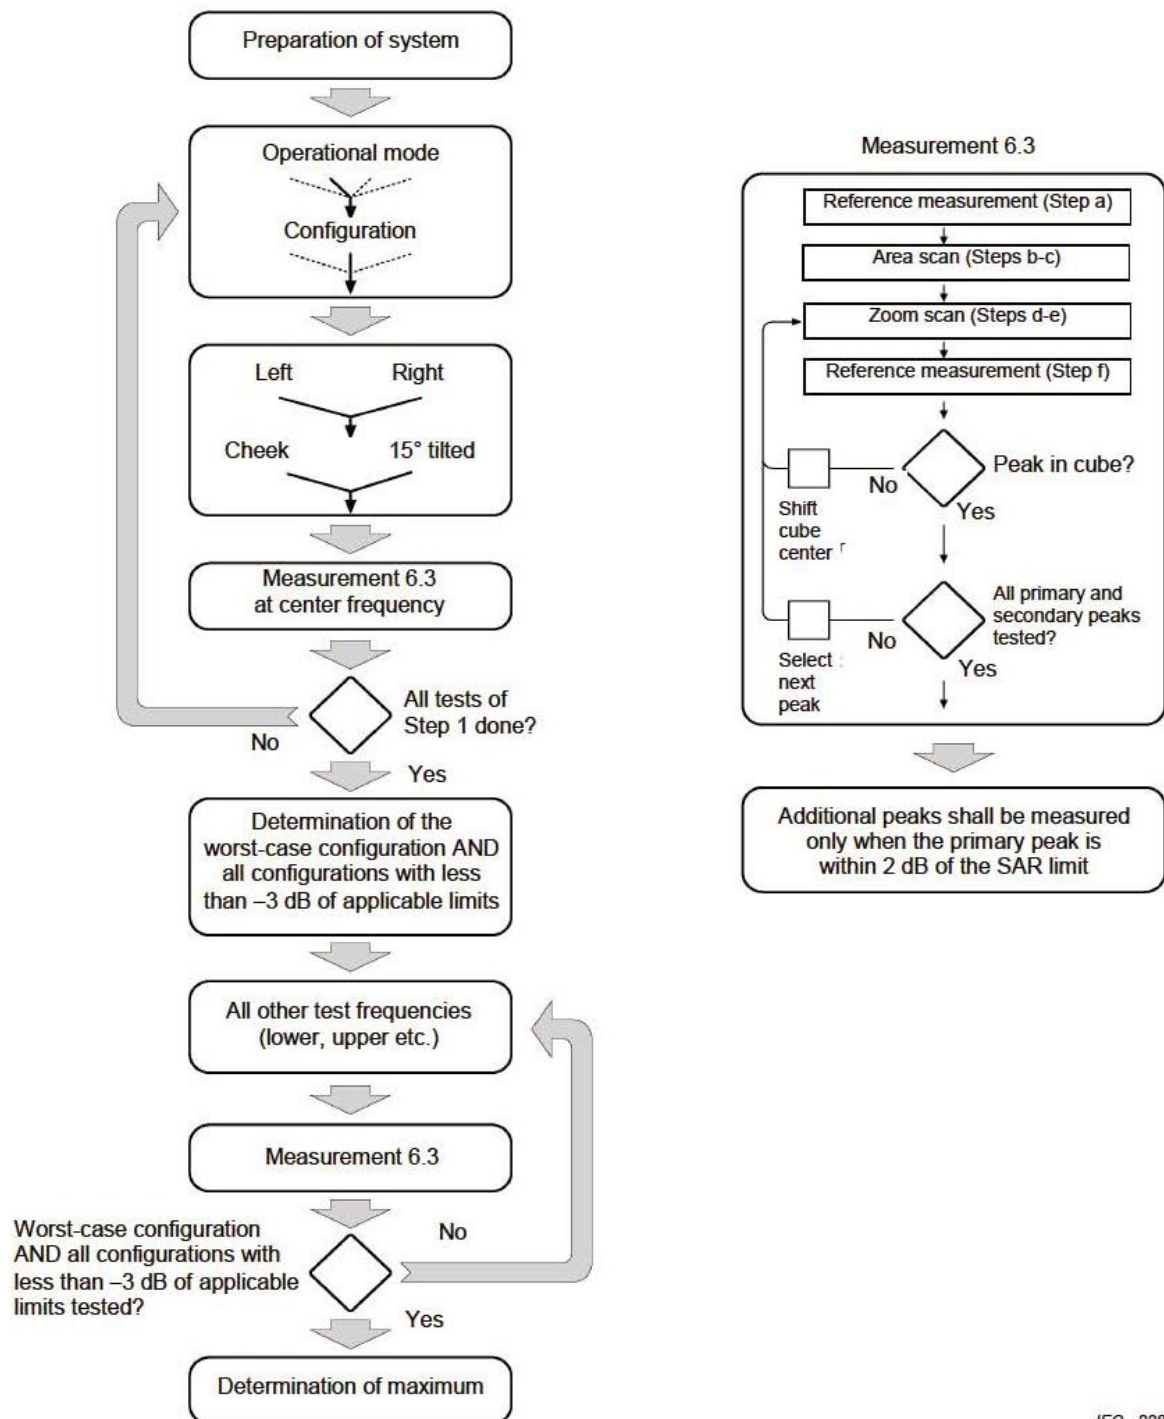 Preparation of system
Operational mode
Configuration
Left Right
Cheek 15° tilted
Measurement 6.3
at center frequency
All tests of
Step 1 done?
No
Yes
Determination of the
worst-case configuration AND
all configurations with less
than –3 dB of applicable limits
All other test frequencies
(lower, upper etc.)
Measurement 6.3
Worst-case configuration
AND all configurations with
less than –3 dB of applicable
limits tested?
No
Yes
Determination of maximum
Measurement 6.3
Reference measurement (Step a)
Area scan (Steps b-c)
Zoom scan (Steps d-e)
Reference measurement (Step f)
Peak in cube?
No
Yes
Shift
cube
center
All primary and
secondary peaks
tested?
No
Yes
Select
next
peak
Additional peaks shall be measured
only when the primary peak is
within 2 dB of the SAR limit